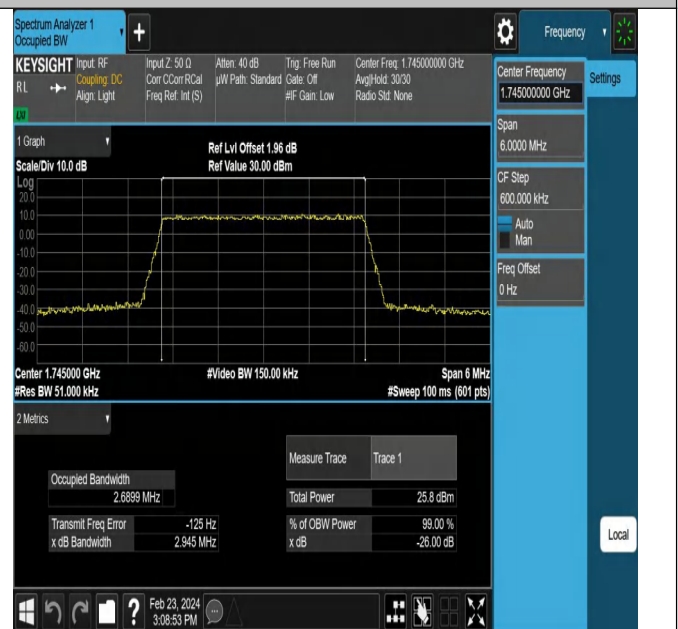 Spectrum Analyzer 1
Occupied BW
Frequency
KEYSIGHT
RL
LXI
Input: RF
Coupling: DC
Align: Light
Input Z: 50 Ω
Corr CCorr RCal
Freq Ref: Int (S)
Atten: 40 dB
µW Path: Standard
Trig: Free Run
Gate: Off
#IF Gain: Low
Center Freq: 1.745000000 GHz
Avg|Hold: 30/30
Radio Std: None
Center Frequency
1.745000000 GHz
Settings
Span
6.0000 MHz
CF Step
600.000 kHz
Auto
Man
Freq Offset
0 Hz
1 Graph
Scale/Div 10.0 dB
Ref Lvl Offset 1.96 dB
Ref Value 30.00 dBm
Log
20.0
10.0
0.00
-10.0
-20.0
-30.0
-40.0
-50.0
-60.0
Center 1.745000 GHz
#Res BW 51.000 kHz
#Video BW 150.00 kHz
Span 6 MHz
#Sweep 100 ms (601 pts)
2 Metrics
Measure Trace
Trace 1
Occupied Bandwidth
2.6899 MHz
Total Power
25.8 dBm
Transmit Freq Error
-125 Hz
% of OBW Power
99.00 %
x dB Bandwidth
2.945 MHz
x dB
-26.00 dB
Local
?
Feb 23, 2024
3:08:53 PM